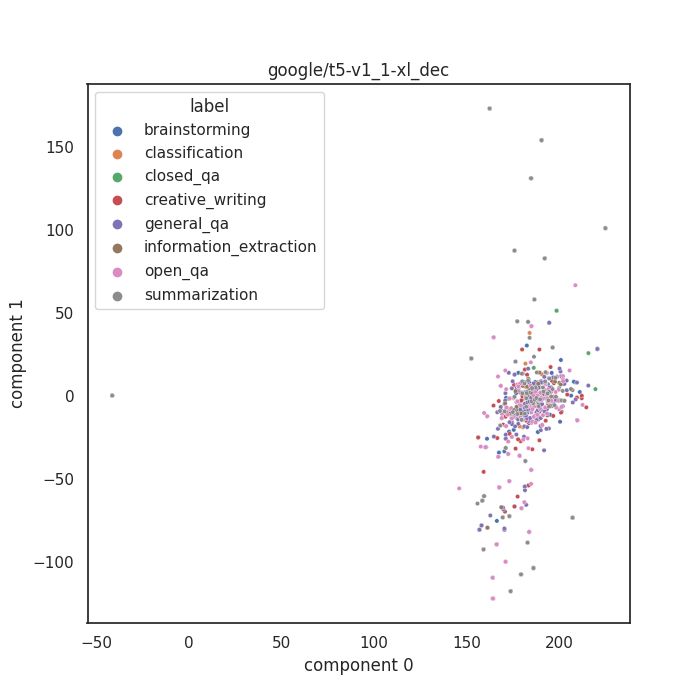 google/t5-v1_1-xl_dec
label
brainstorming
classification
closed_qa
creative_writing
general_qa
information_extraction
open_qa
summarization
150
100
50
0
−50
−100
component 1
−50
0
50
100
150
200
component 0